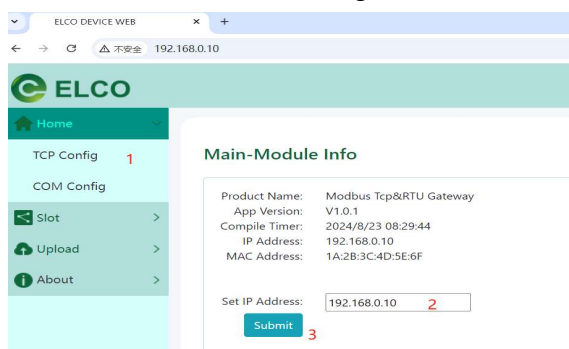 ELCO DEVICE WEB
不安全 192.168.0.10
ELCO
Home
TCP Config 1
COM Config
Slot
Upload
About
Main-Module Info
Product Name: Modbus Tcp&RTU Gateway
App Version: V1.0.1
Compile Timer: 2024/8/23 08:29:44
IP Address: 192.168.0.10
MAC Address: 1A:2B:3C:4D:5E:6F
Set IP Address: 192.168.0.10 2
Submit 3